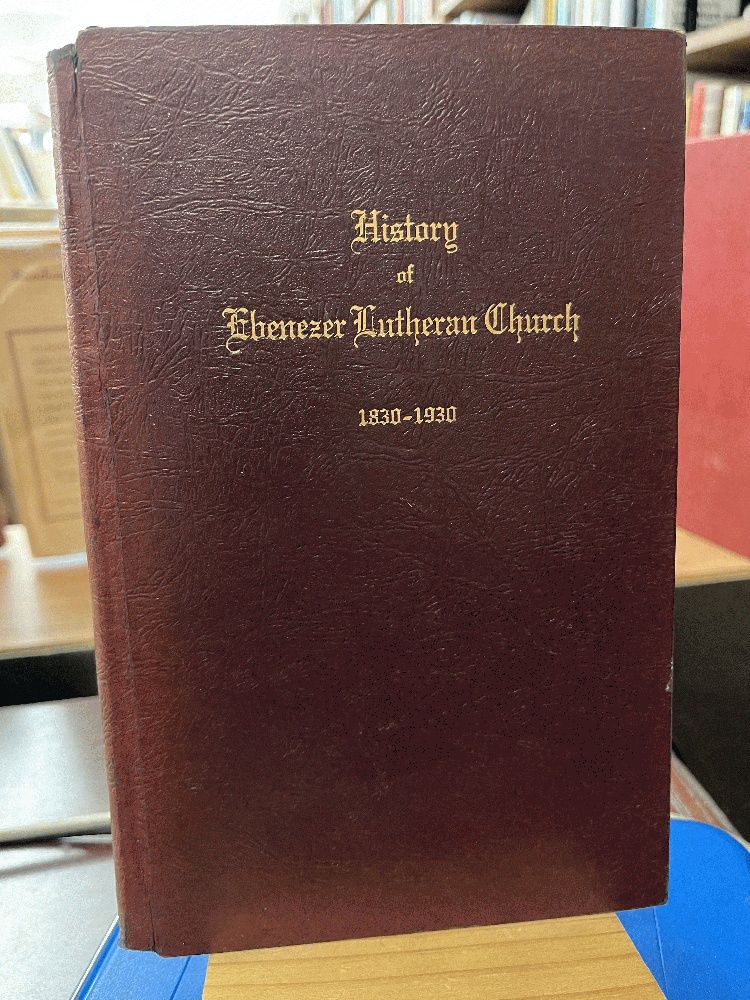 History
of
Ebenezer Lutheran Church
1830-1930